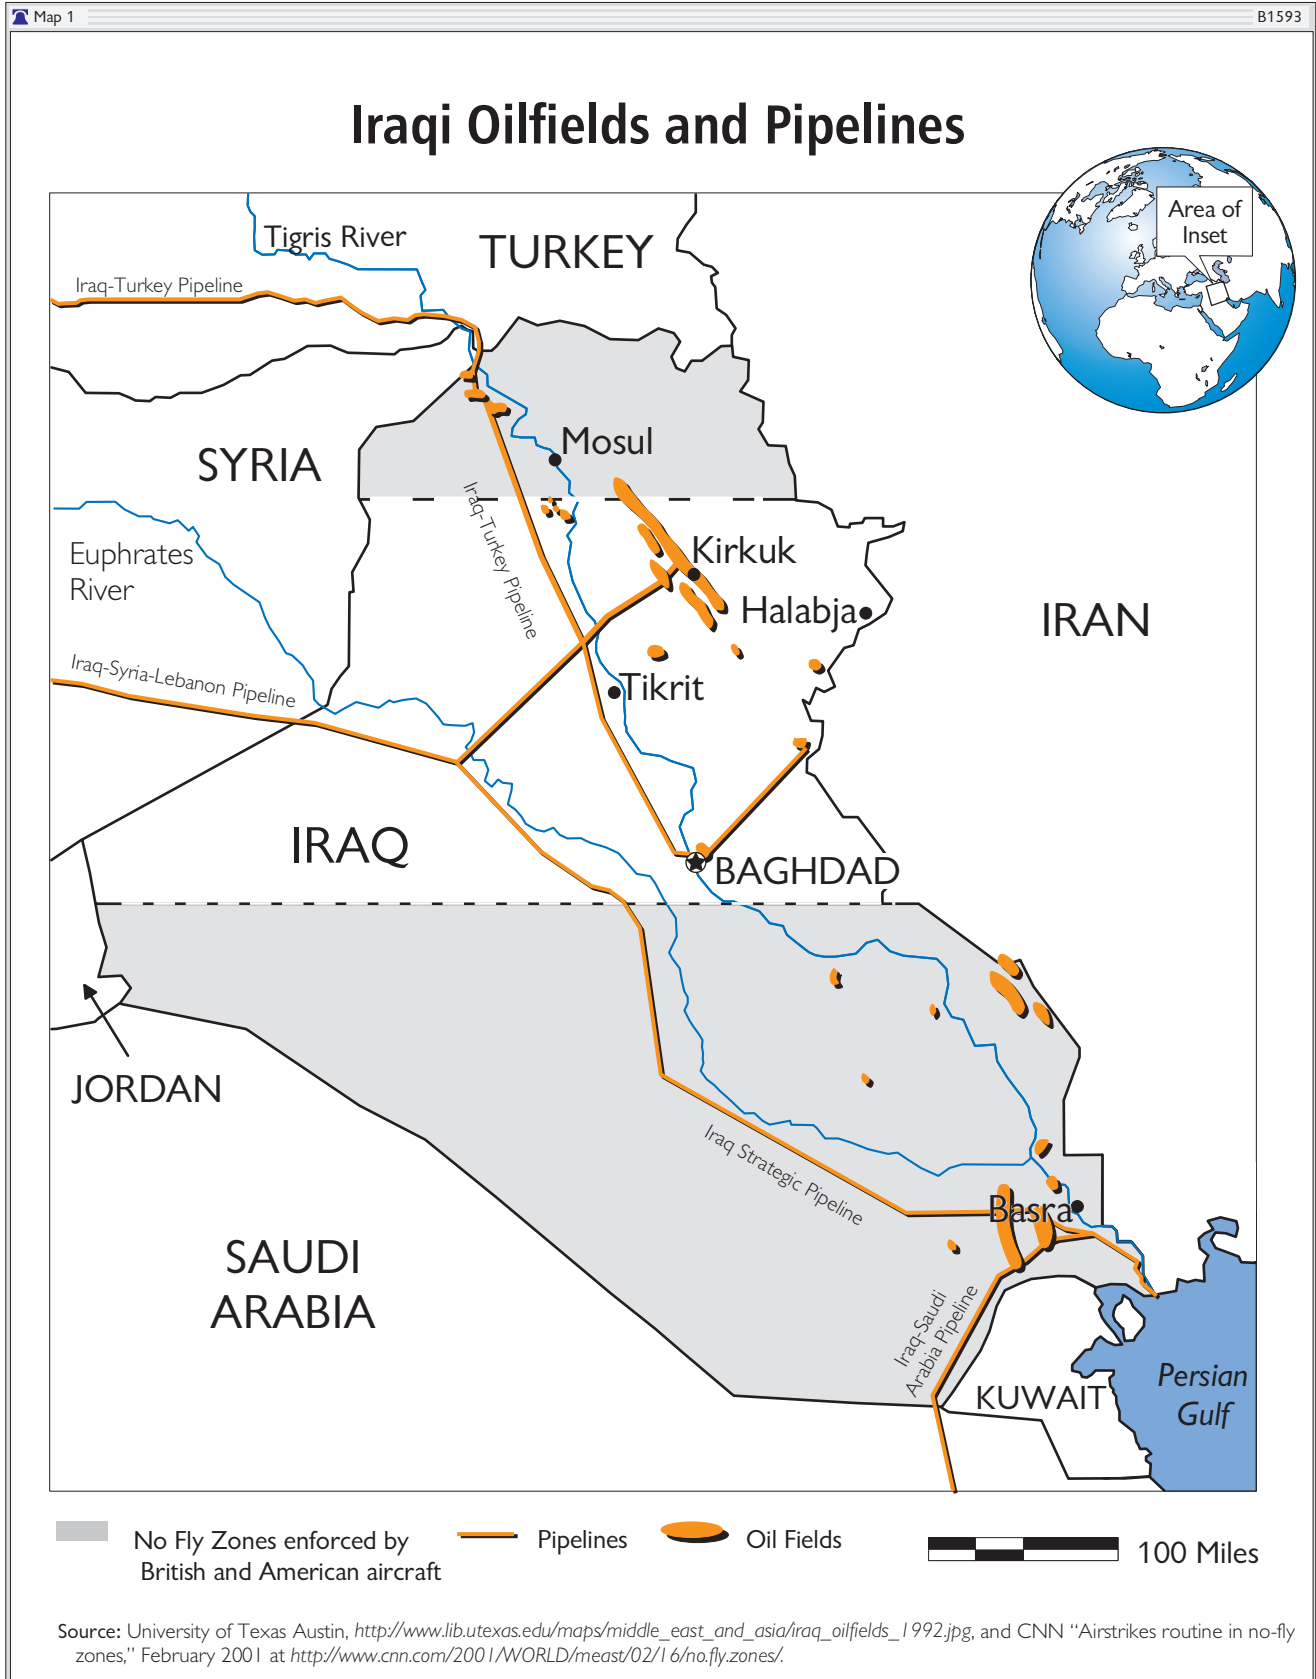 Map 1
B1593
Iraqi Oilfields and Pipelines
Area of
Inset
Tigris River
TURKEY
Iraq-Turkey Pipeline
Mosul
SYRIA
Iraq-Turkey Pipeline
Euphrates
River
Kirkuk
Halabja
IRAN
Iraq-Syria-Lebanon Pipeline
Tikrit
IRAQ
BAGHDAD
JORDAN
Iraq Strategic Pipeline
Basra
SAUDI
ARABIA
Iraq-Saudi
Arabia Pipeline
KUWAIT
Persian
Gulf
No Fly Zones enforced by
British and American aircraft
Pipelines
Oil Fields
100 Miles
Source: University of Texas Austin, http://www.lib.utexas.edu/maps/middle_east_and_asia/iraq_oilfields_1992.jpg, and CNN “Airstrikes routine in no-fly
zones,” February 2001 at http://www.cnn.com/2001/WORLD/meast/02/16/no.fly.zones/.